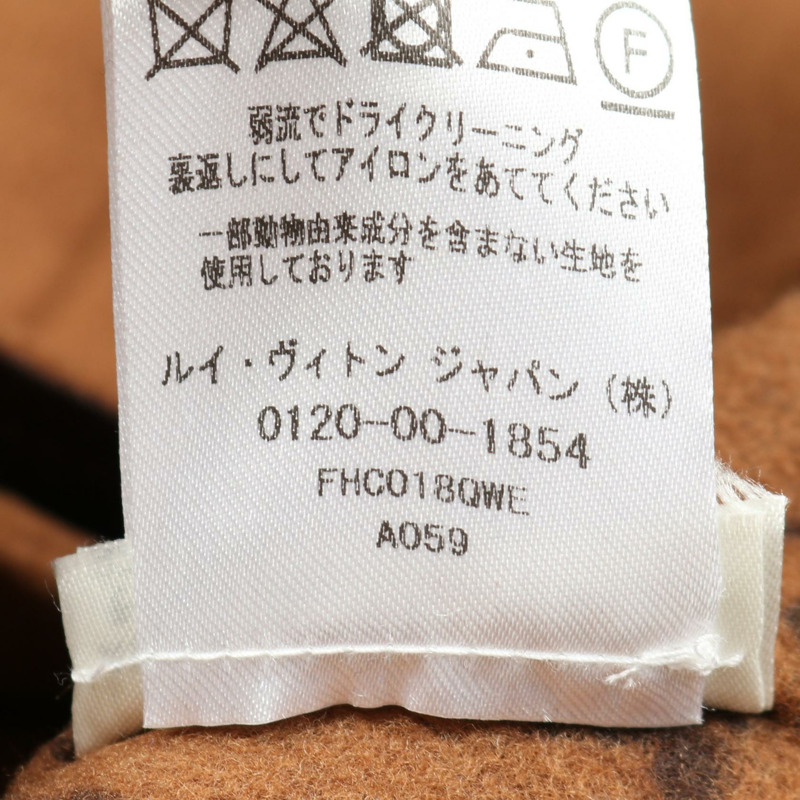 F
弱流でドライクリーニング
裏返しにしてアイロンをあててください
一部動物由来成分を含まない生地を
使用しております
ルイ・ヴィトン ジャパン (株)
0120-00-1854
FHC018QWE
A059